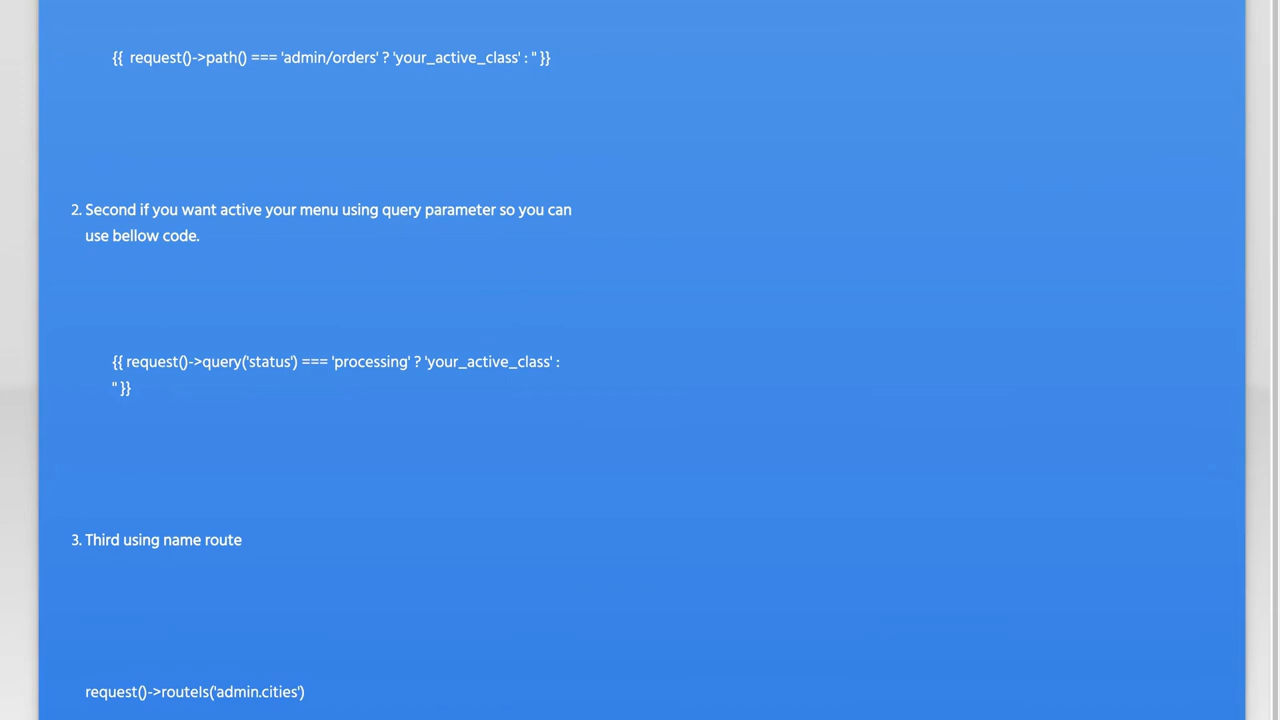 {{  request()->path() === 'admin/orders' ? 'your_active_class' : '' }}
2. Second if you want active your menu using query parameter so you can
use bellow code.
{{ request()->query('status') === 'processing' ? 'your_active_class' :
'' }}
3. Third using name route
request()->routeIs('admin.cities')